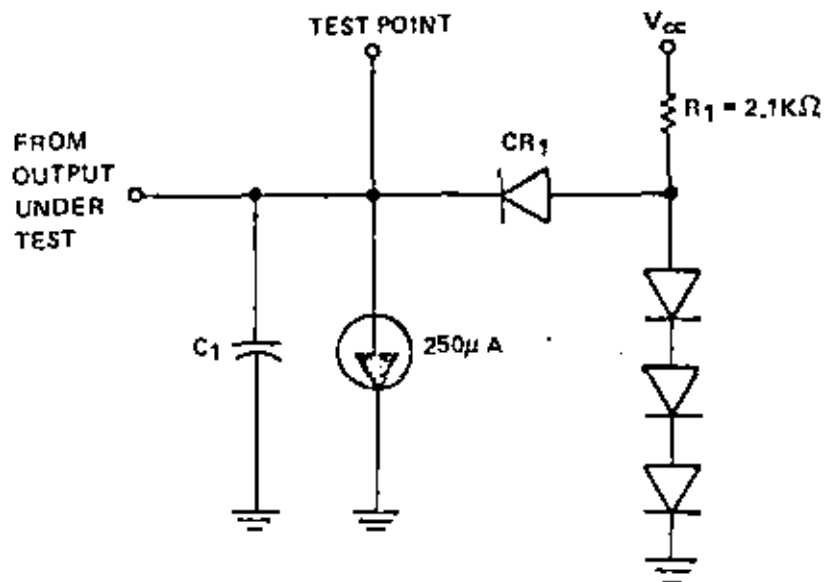 TEST POINT
VCC
R1 = 2.1KΩ
CR1
FROM
OUTPUT
UNDER
TEST
C1
250μ A